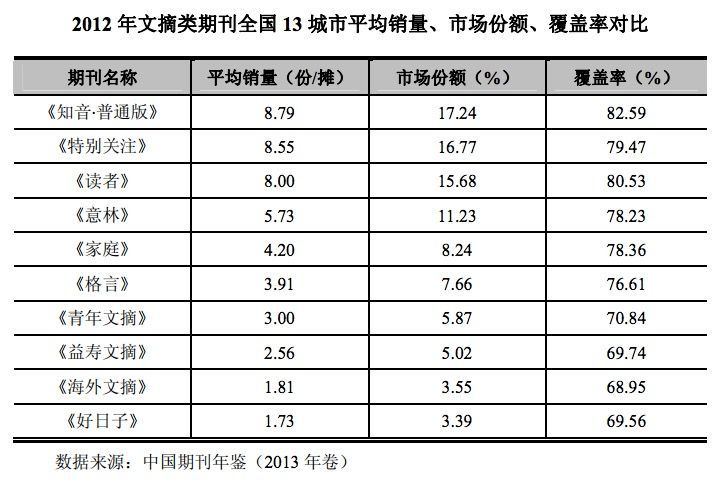 2012 年文摘类期刊全国 13 城市平均销量、市场份额、覆盖率对比
期刊名称 平均销量（份/摊） 市场份额（%） 覆盖率（%）
《知音·普通版》 8.79 17.24 82.59
《特别关注》 8.55 16.77 79.47
《读者》 8.00 15.68 80.53
《意林》 5.73 11.23 78.23
《家庭》 4.20 8.24 78.36
《格言》 3.91 7.66 76.61
《青年文摘》 3.00 5.87 70.84
《益寿文摘》 2.56 5.02 69.74
《海外文摘》 1.81 3.55 68.95
《好日子》 1.73 3.39 69.56
数据来源：中国期刊年鉴（2013 年卷）